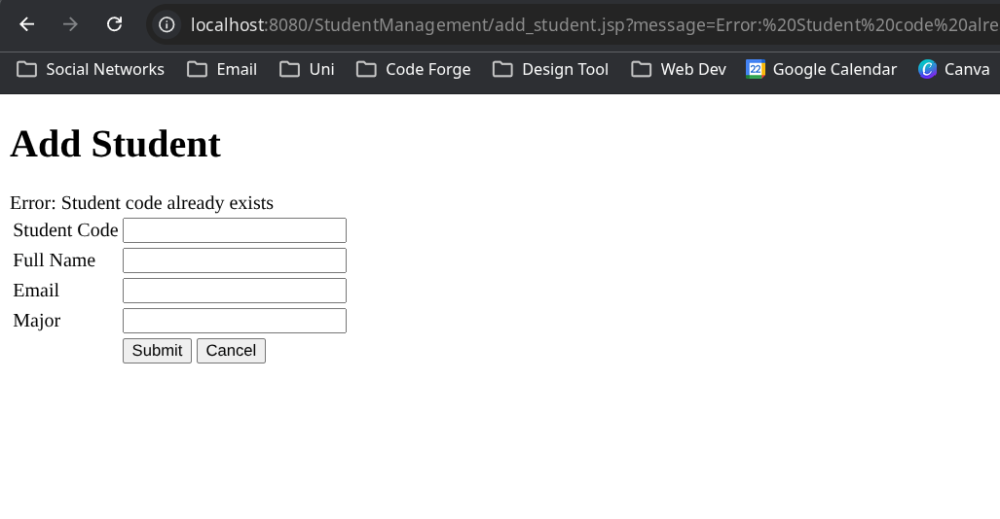 localhost:8080/StudentManagement/add_student.jsp?message=Error:%20Student%20code%20alre
Social Networks Email Uni Code Forge Design Tool Web Dev 22 Google Calendar C Canva
Add Student
Error: Student code already exists
Student Code
Full Name
Email
Major
Submit Cancel